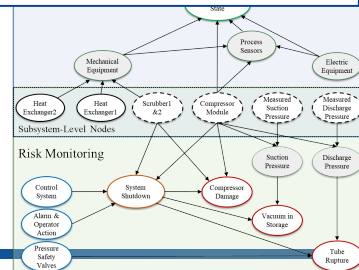 State
Process
Sensors
Mechanical
Equipment
Electric
Equipment
Heat
Exchanger2
Heat
Exchanger1
Scrubber1
&2
Compressor
Module
Measured
Suction
Pressure
Measured
Discharge
Pressure
Subsystem-Level Nodes
Risk Monitoring
Suction
Pressure
Discharge
Pressure
Control
System
System
Shutdown
Compressor
Damage
Alarm &
Operator
Action
Vacuum in
Storage
Pressure
Safety
Valves
Tube
Rupture